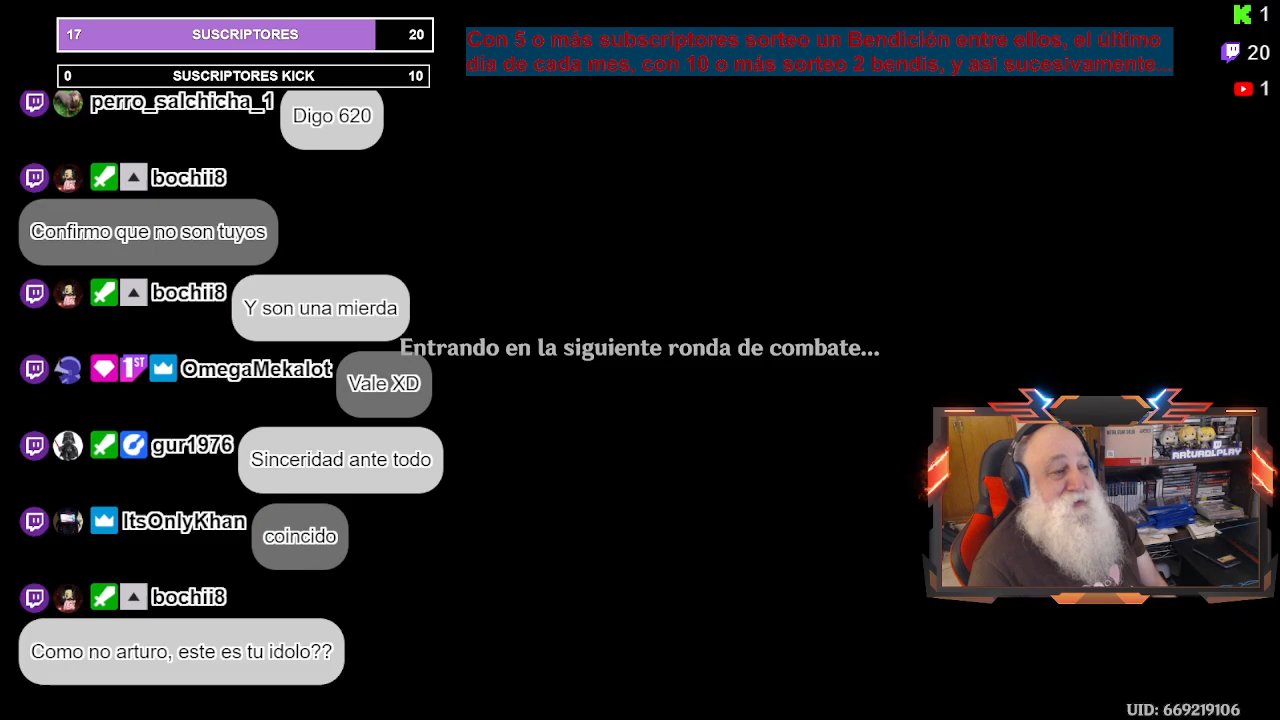 17 SUSCRIPTORES 20
0 SUSCRIPTORES KICK 10
Con 5 o más subscriptores sorteo un Bendición entre ellos, el último
día de cada mes, con 10 o más sorteo 2 bendis, y asi sucesivamente...
1
20
1
perro_salchicha_1 Digo 620
bochii8
Confirmo que no son tuyos
bochii8 Y son una mierda
Entrando en la siguiente ronda de combate...
1ST OmegaMekalot Vale XD
gur1976 Sinceridad ante todo
ItsOnlyKhan coincido
bochii8
Como no arturo, este es tu idolo??
ARTUROLPLAY
UID: 669219106